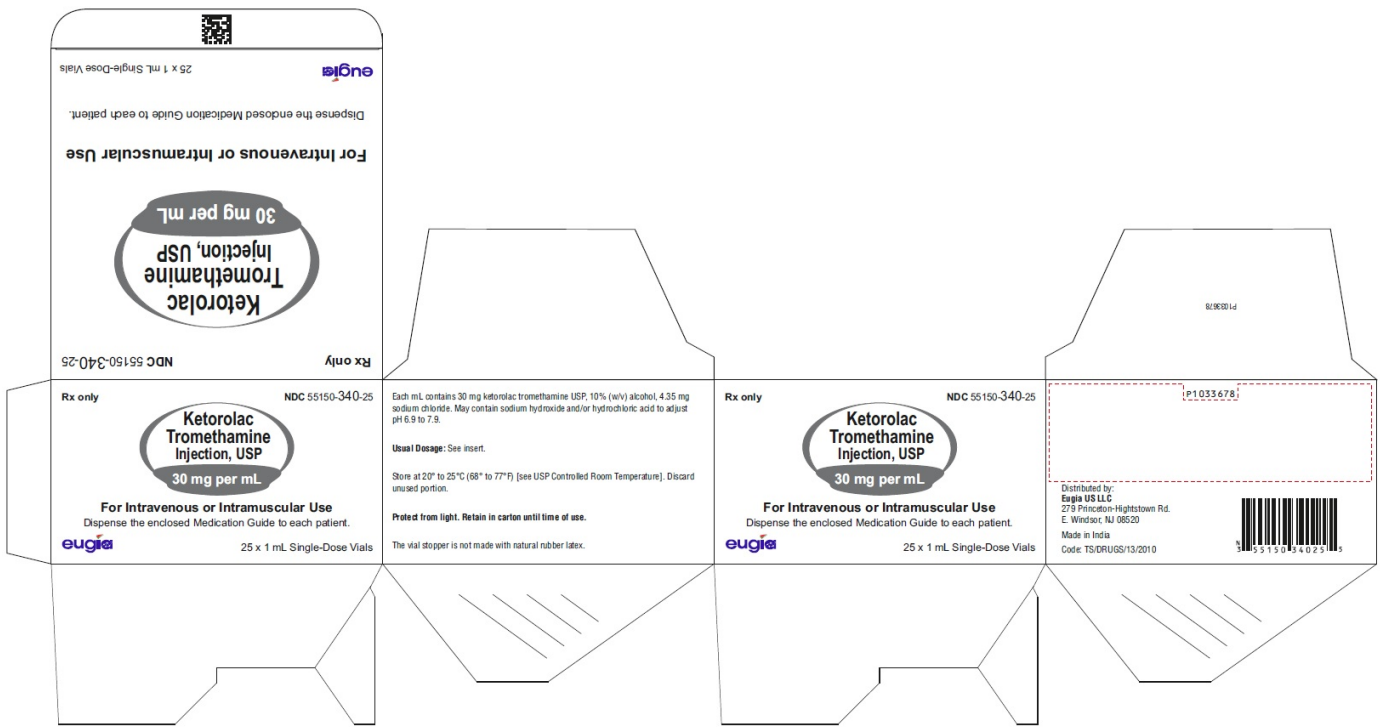 25 x 1 mL Single-Dose Vials
eugia
Dispense the enclosed Medication Guide to each patient.
For Intravenous or Intramuscular Use
30 mg per mL
Injection, USP
Tromethamine
Ketorolac
NDC 55150-340-25
Rx only
P1033678
Rx only
NDC 55150-340-25
Ketorolac
Tromethamine
Injection, USP
30 mg per mL
For Intravenous or Intramuscular Use
Dispense the enclosed Medication Guide to each patient.
eugia
25 x 1 mL Single-Dose Vials
Each mL contains 30 mg ketorolac tromethamine USP, 10% (w/v) alcohol, 4.35 mg
sodium chloride. May contain sodium hydroxide and/or hydrochloric acid to adjust
pH 6.9 to 7.9.
Usual Dosage: See insert.
Store at 20° to 25°C (68° to 77°F) [see USP Controlled Room Temperature]. Discard
unused portion.
Protect from light. Retain in carton until time of use.
The vial stopper is not made with natural rubber latex.
Rx only
NDC 55150-340-25
Ketorolac
Tromethamine
Injection, USP
30 mg per mL
For Intravenous or Intramuscular Use
Dispense the enclosed Medication Guide to each patient.
eugia
25 x 1 mL Single-Dose Vials
P1033678
Distributed by:
Eugia US LLC
279 Princeton-Hightstown Rd.
E. Windsor, NJ 08520
Made in India
Code: TS/DRUGS/13/2010
N
3 55150 34025 5